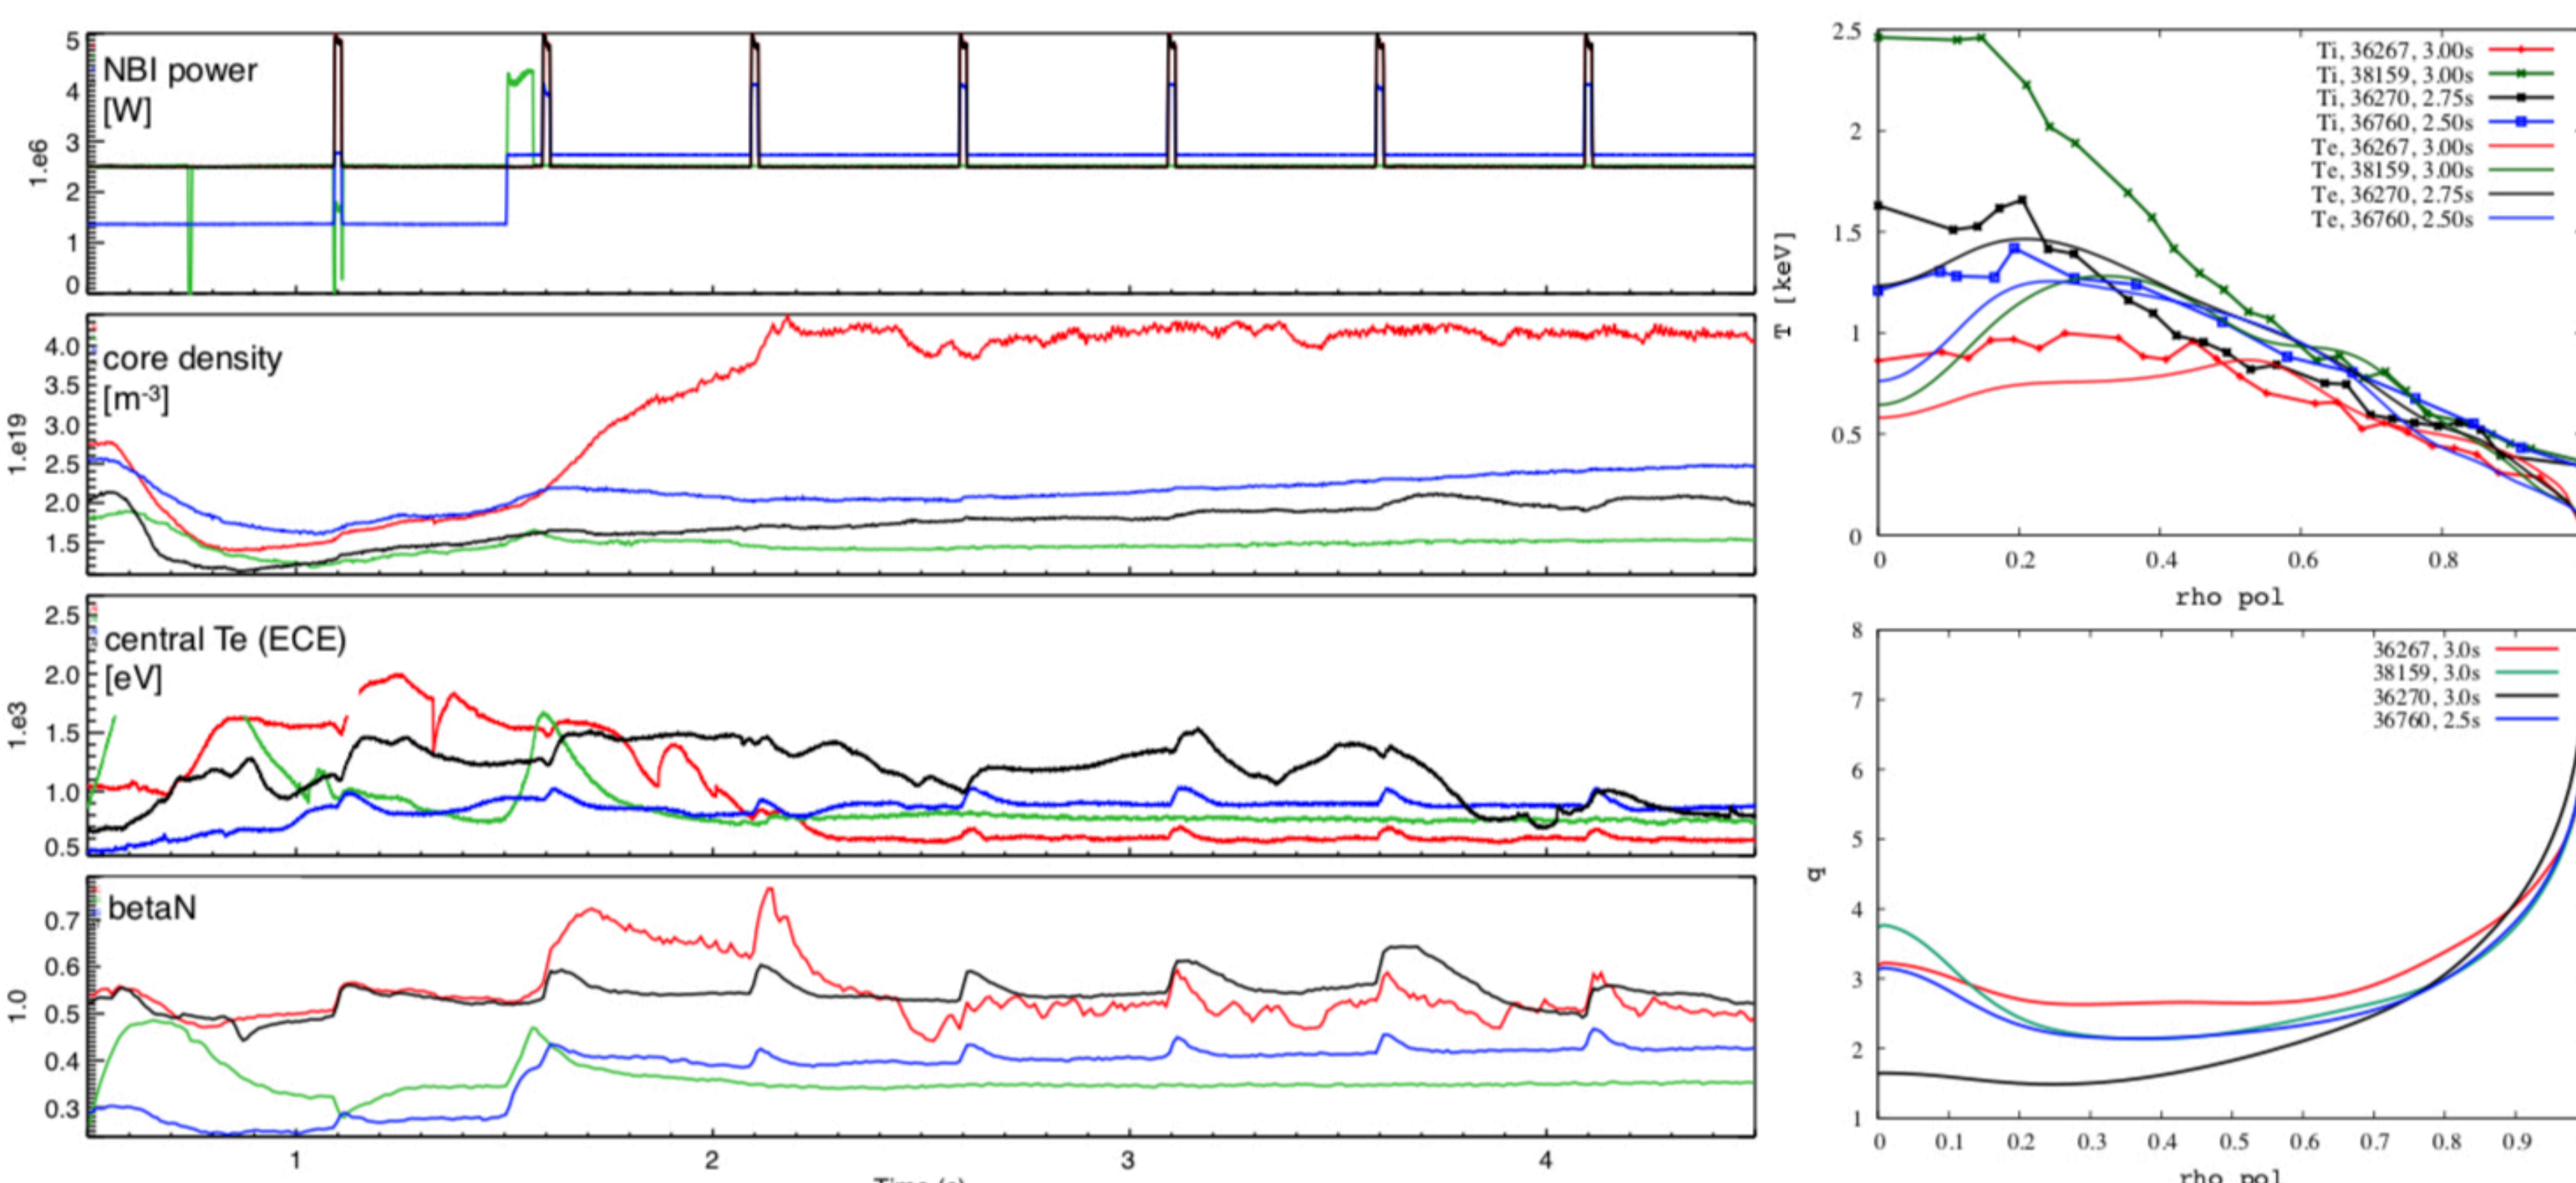 NBI power
[W]
1.e6
5
4
3
2
1
0
core density
[m-3]
1.e19
4.0
3.5
3.0
2.5
2.0
1.5
central Te (ECE)
[eV]
1.e3
2.5
2.0
1.5
1.0
0.5
betaN
1.0
0.7
0.6
0.5
0.4
0.3
1 2 3 4
Time (s)
T [keV]
2.5
2
1.5
1
0.5
0
Ti, 36267, 3.00s
Ti, 38159, 3.00s
Ti, 36270, 2.75s
Ti, 36760, 2.50s
Te, 36267, 3.00s
Te, 38159, 3.00s
Te, 36270, 2.75s
Te, 36760, 2.50s
0 0.2 0.4 0.6 0.8
rho pol
q
8
7
6
5
4
3
2
1
36267, 3.0s
38159, 3.0s
36270, 3.0s
36760, 2.5s
0 0.1 0.2 0.3 0.4 0.5 0.6 0.7 0.8 0.9
rho pol